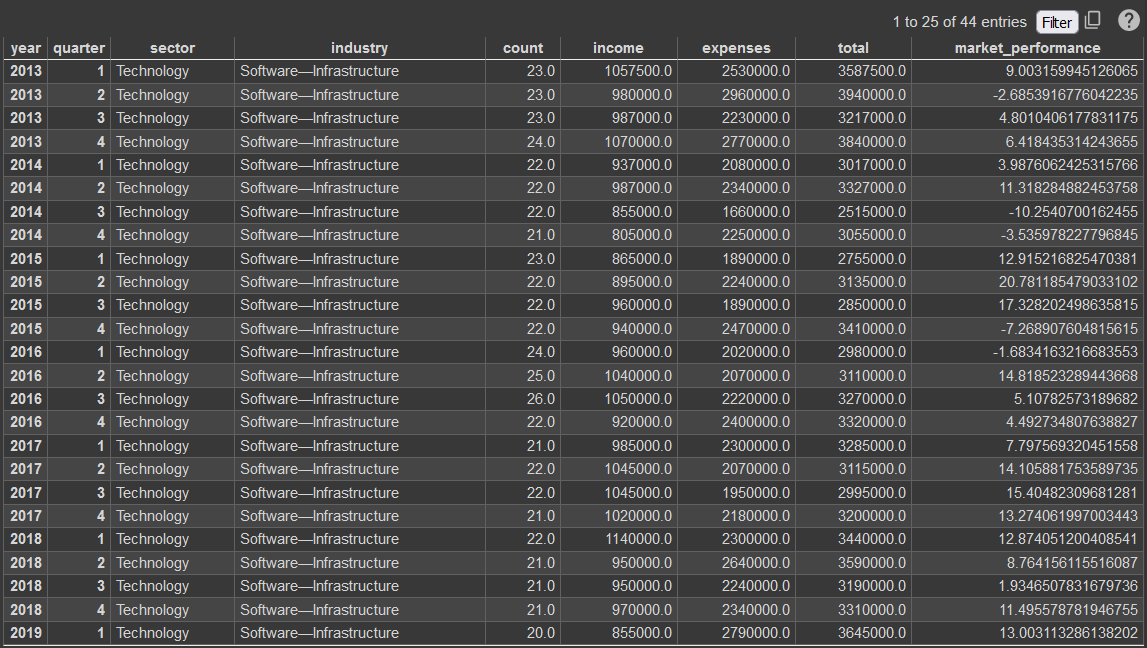 1 to 25 of 44 entries Filter ?
year quarter sector industry count income expenses total market_performance
2013 1 Technology Software—Infrastructure 23.0 1057500.0 2530000.0 3587500.0 9.003159945126065
2013 2 Technology Software—Infrastructure 23.0 980000.0 2960000.0 3940000.0 -2.6853916776042235
2013 3 Technology Software—Infrastructure 23.0 987000.0 2230000.0 3217000.0 4.8010406177831175
2013 4 Technology Software—Infrastructure 24.0 1070000.0 2770000.0 3840000.0 6.418435314243655
2014 1 Technology Software—Infrastructure 22.0 937000.0 2080000.0 3017000.0 3.9876062425315766
2014 2 Technology Software—Infrastructure 22.0 987000.0 2340000.0 3327000.0 11.318284882453758
2014 3 Technology Software—Infrastructure 22.0 855000.0 1660000.0 2515000.0 -10.2540700162455
2014 4 Technology Software—Infrastructure 21.0 805000.0 2250000.0 3055000.0 -3.535978227796845
2015 1 Technology Software—Infrastructure 23.0 865000.0 1890000.0 2755000.0 12.915216825470381
2015 2 Technology Software—Infrastructure 22.0 895000.0 2240000.0 3135000.0 20.781185479033102
2015 3 Technology Software—Infrastructure 22.0 960000.0 1890000.0 2850000.0 17.328202498635815
2015 4 Technology Software—Infrastructure 22.0 940000.0 2470000.0 3410000.0 -7.268907604815615
2016 1 Technology Software—Infrastructure 24.0 960000.0 2020000.0 2980000.0 -1.6834163216683553
2016 2 Technology Software—Infrastructure 25.0 1040000.0 2070000.0 3110000.0 14.818523289443668
2016 3 Technology Software—Infrastructure 26.0 1050000.0 2220000.0 3270000.0 5.10782573189682
2016 4 Technology Software—Infrastructure 22.0 920000.0 2400000.0 3320000.0 4.492734807638827
2017 1 Technology Software—Infrastructure 21.0 985000.0 2300000.0 3285000.0 7.797569320451558
2017 2 Technology Software—Infrastructure 22.0 1045000.0 2070000.0 3115000.0 14.105881753589735
2017 3 Technology Software—Infrastructure 22.0 1045000.0 1950000.0 2995000.0 15.40482309681281
2017 4 Technology Software—Infrastructure 21.0 1020000.0 2180000.0 3200000.0 13.274061997003443
2018 1 Technology Software—Infrastructure 22.0 1140000.0 2300000.0 3440000.0 12.874051200408541
2018 2 Technology Software—Infrastructure 21.0 950000.0 2640000.0 3590000.0 8.764156115516087
2018 3 Technology Software—Infrastructure 21.0 950000.0 2240000.0 3190000.0 1.9346507831679736
2018 4 Technology Software—Infrastructure 21.0 970000.0 2340000.0 3310000.0 11.495578781946755
2019 1 Technology Software—Infrastructure 20.0 855000.0 2790000.0 3645000.0 13.003113286138202